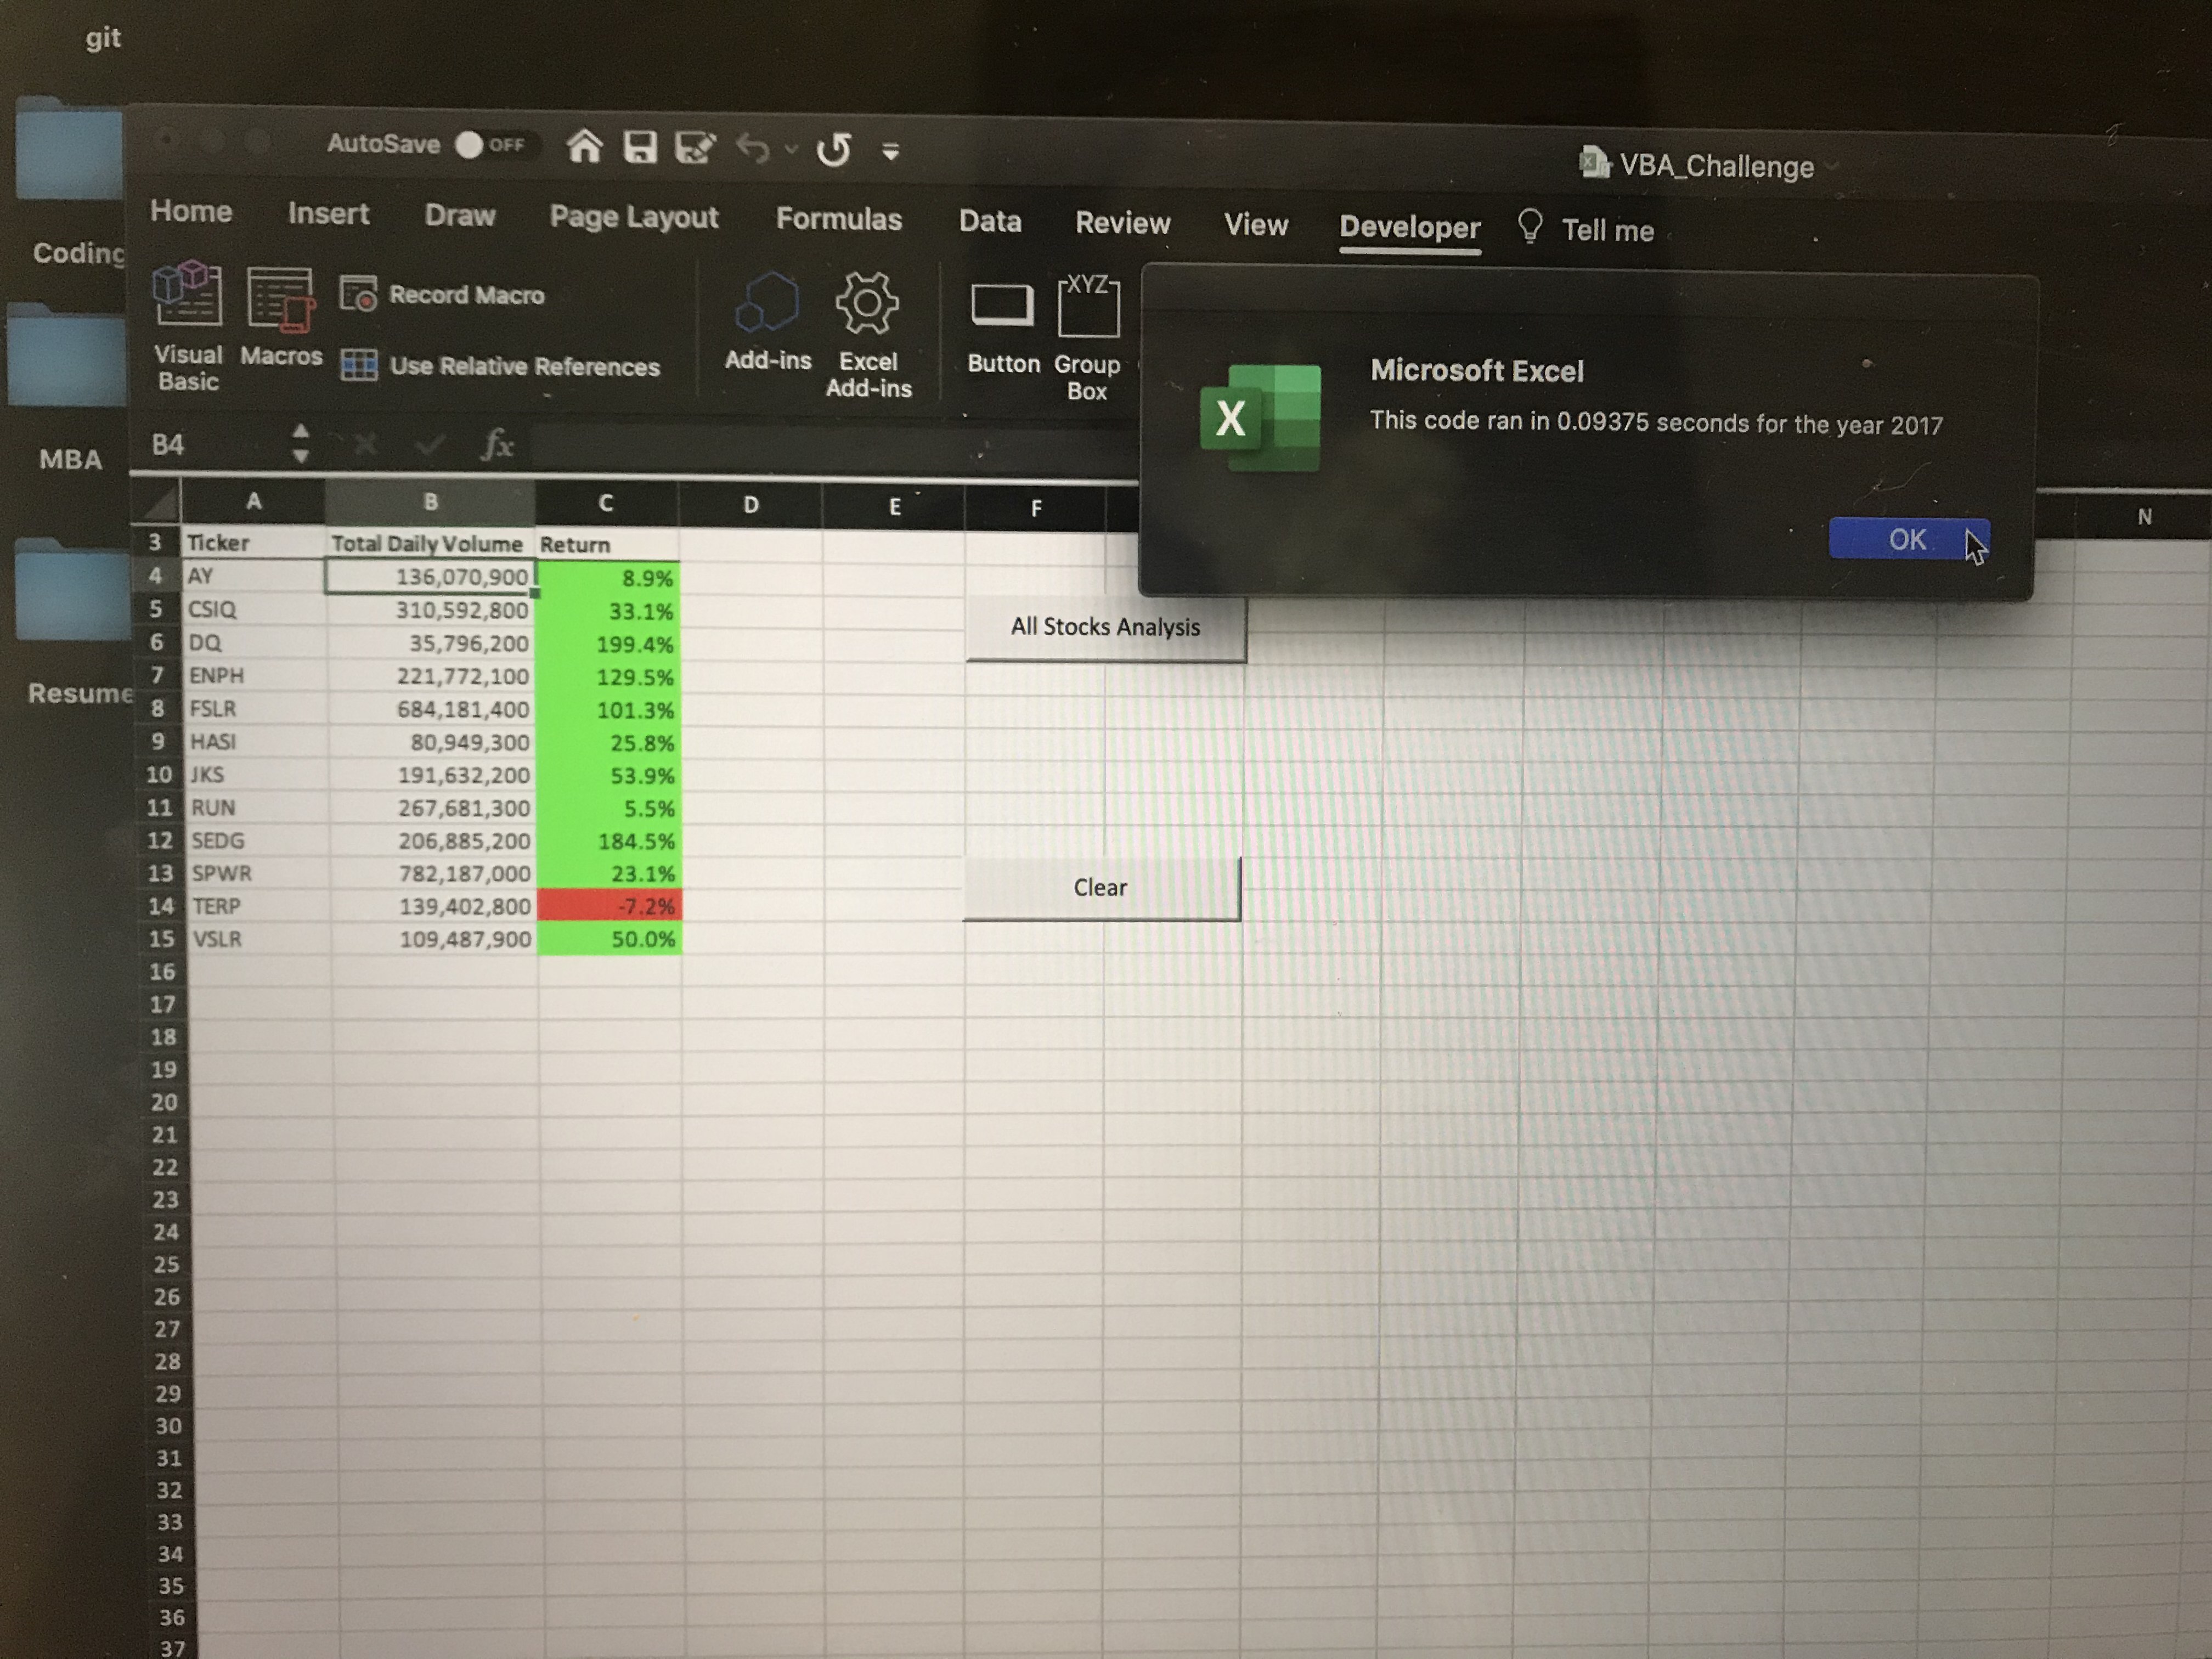 git
Coding
MBA
Resume
AutoSave OFF
VBA_Challenge
Home Insert Draw Page Layout Formulas Data Review View Developer Tell me
Visual Basic
Macros
Record Macro
Use Relative References
Add-ins
Excel Add-ins
Button
XYZ
Group Box
B4 fx
X
Microsoft Excel
This code ran in 0.09375 seconds for the year 2017
OK
A B C D E F N
3 Ticker Total Daily Volume Return
4 AY 136,070,900 8.9%
5 CSIQ 310,592,800 33.1%
6 DQ 35,796,200 199.4%
7 ENPH 221,772,100 129.5%
8 FSLR 684,181,400 101.3%
9 HASI 80,949,300 25.8%
10 JKS 191,632,200 53.9%
11 RUN 267,681,300 5.5%
12 SEDG 206,885,200 184.5%
13 SPWR 782,187,000 23.1%
14 TERP 139,402,800 -7.2%
15 VSLR 109,487,900 50.0%
All Stocks Analysis
Clear
16
17
18
19
20
21
22
23
24
25
26
27
28
29
30
31
32
33
34
35
36
37